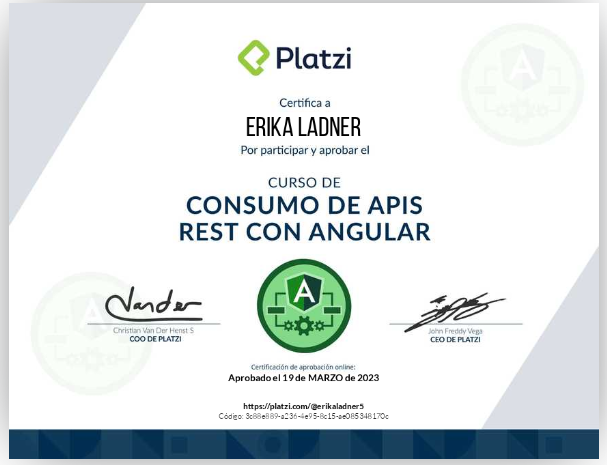 Platzi
Certifica a
ERIKA LADNER
Por participar y aprobar el
CURSO DE
CONSUMO DE APIS
REST CON ANGULAR
A
Christian Van Der Henst S
COO DE PLATZI
John Freddy Vega
CEO DE PLATZI
Certificación de aprobación online:
Aprobado el 19 de MARZO de 2023
https://platzi.com/@erikaladner5
Código: 3c88e889-a236-4e95-8c15-ae085348170c